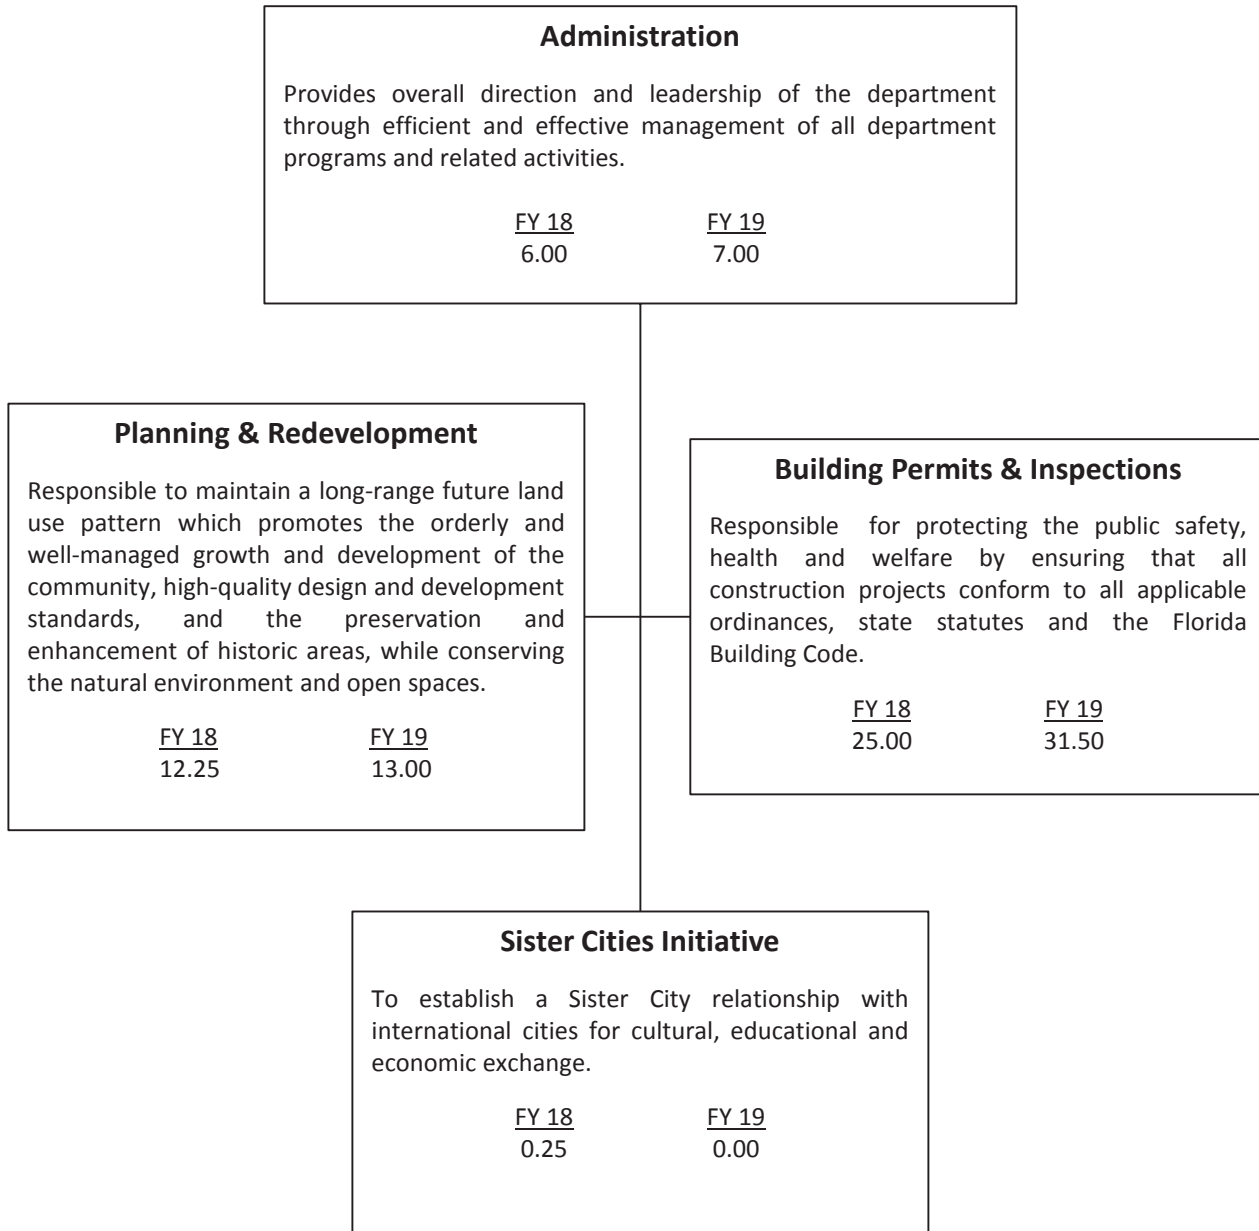 Administration
Provides overall direction and leadership of the department
through efficient and effective management of all department
programs and related activities.
FY 18 FY 19
6.00 7.00
Planning & Redevelopment
Responsible to maintain a long-range future land
use pattern which promotes the orderly and
well-managed growth and development of the
community, high-quality design and development
standards, and the preservation and
enhancement of historic areas, while conserving
the natural environment and open spaces.
FY 18 FY 19
12.25 13.00
Building Permits & Inspections
Responsible for protecting the public safety,
health and welfare by ensuring that all
construction projects conform to all applicable
ordinances, state statutes and the Florida
Building Code.
FY 18 FY 19
25.00 31.50
Sister Cities Initiative
To establish a Sister City relationship with
international cities for cultural, educational and
economic exchange.
FY 18 FY 19
0.25 0.00